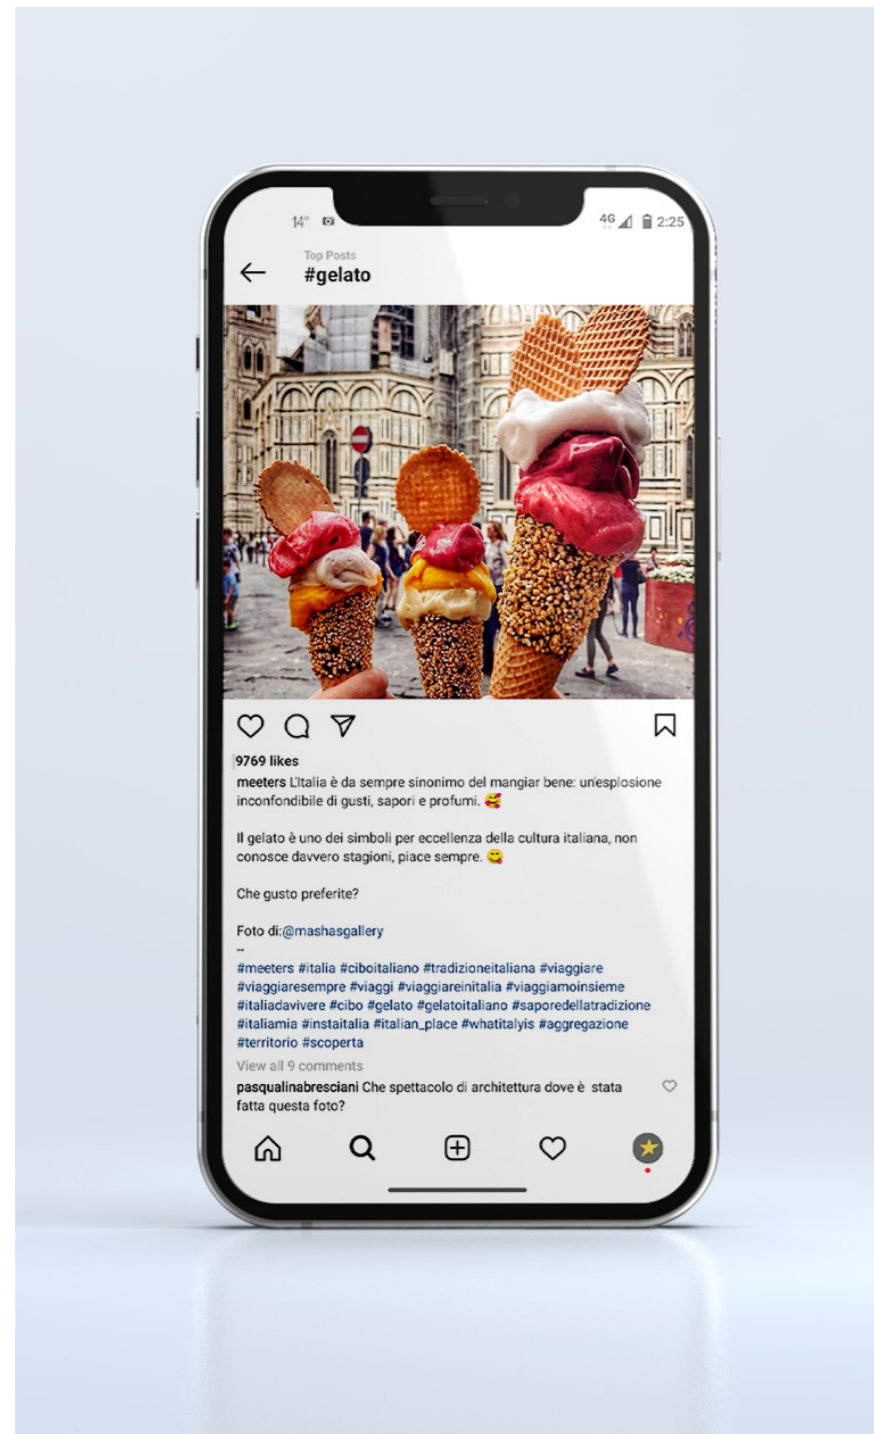 14°
4G 2:25
Top Posts
#gelato
9769 likes
meeters L'Italia è da sempre sinonimo del mangiar bene: un'esplosione
inconfondibile di gusti, sapori e profumi. 🥰
Il gelato è uno dei simboli per eccellenza della cultura italiana, non
conosce davvero stagioni, piace sempre. 😋
Che gusto preferite?
Foto di:@mashasgallery
--
#meeters #italia #ciboitaliano #tradizioneitaliana #viaggiare
#viaggiaresempre #viaggi #viaggiareinitalia #viaggiamoinsieme
#italiadavivere #cibo #gelato #gelatoitaliano #saporedellatradizione
#italiamia #instaitalia #italian_place #whatitalyis #aggregazione
#territorio #scoperta
View all 9 comments
pasqualinabresciani Che spettacolo di architettura dove è stata
fatta questa foto?